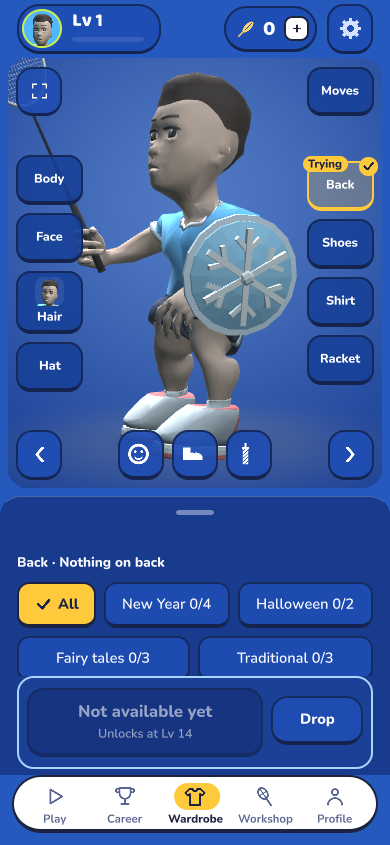 Lv 1
0
+
Moves
Trying
Back
Body
Face
Shoes
Hair
Shirt
Hat
Racket
Back · Nothing on back
All
New Year 0/4
Halloween 0/2
Fairy tales 0/3
Traditional 0/3
Not available yet
Unlocks at Lv 14
Drop
Play
Career
Wardrobe
Workshop
Profile